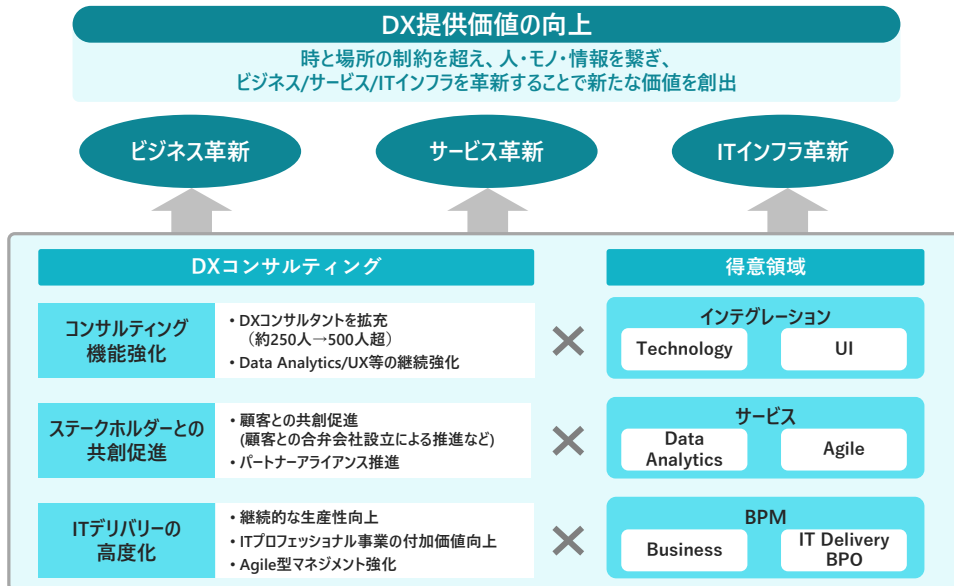 DX提供価値の向上
時と場所の制約を超え、人・モノ・情報を繋ぎ、
ビジネス/サービス/ITインフラを革新することで新たな価値を創出
ビジネス革新
サービス革新
ITインフラ革新
DXコンサルティング
得意領域
コンサルティング
機能強化
・DXコンサルタントを拡充
（約250人→500人超）
・Data Analytics/UX等の継続強化
×
インテグレーション
Technology
UI
ステークホルダーとの
共創促進
・顧客との共創促進
(顧客との合弁会社設立による推進など)
・パートナーアライアンス推進
×
サービス
Data
Analytics
Agile
ITデリバリーの
高度化
・継続的な生産性向上
・ITプロフェッショナル事業の付加価値向上
・Agile型マネジメント強化
×
BPM
Business
IT Delivery
BPO